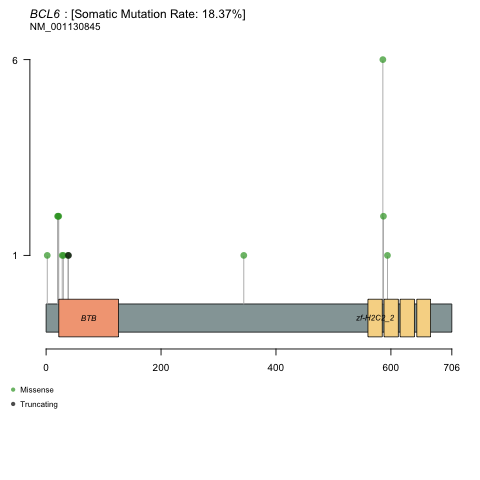 BCL6 : [Somatic Mutation Rate: 18.37%]
NM_001130845
6
1
BTB
zf-H2C2_2
0 200 400 600 706
Missense
Truncating